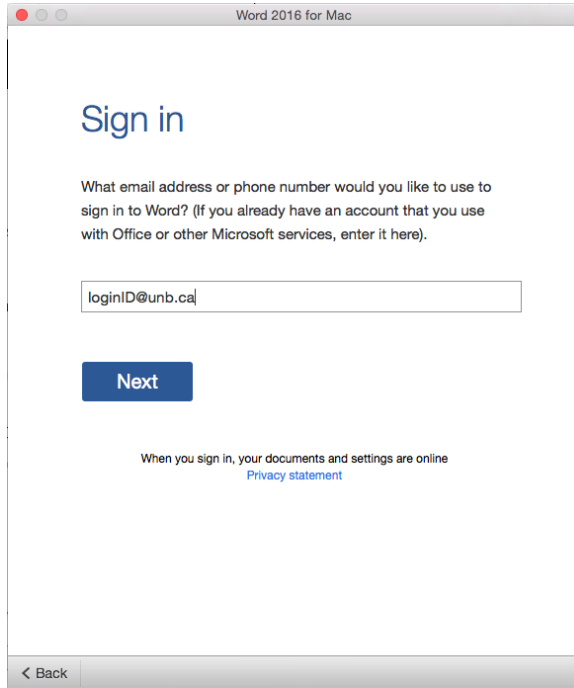 Word 2016 for Mac
Sign in
What email address or phone number would you like to use to
sign in to Word? (If you already have an account that you use
with Office or other Microsoft services, enter it here).
loginID@unb.ca
Next
When you sign in, your documents and settings are online
Privacy statement
Back